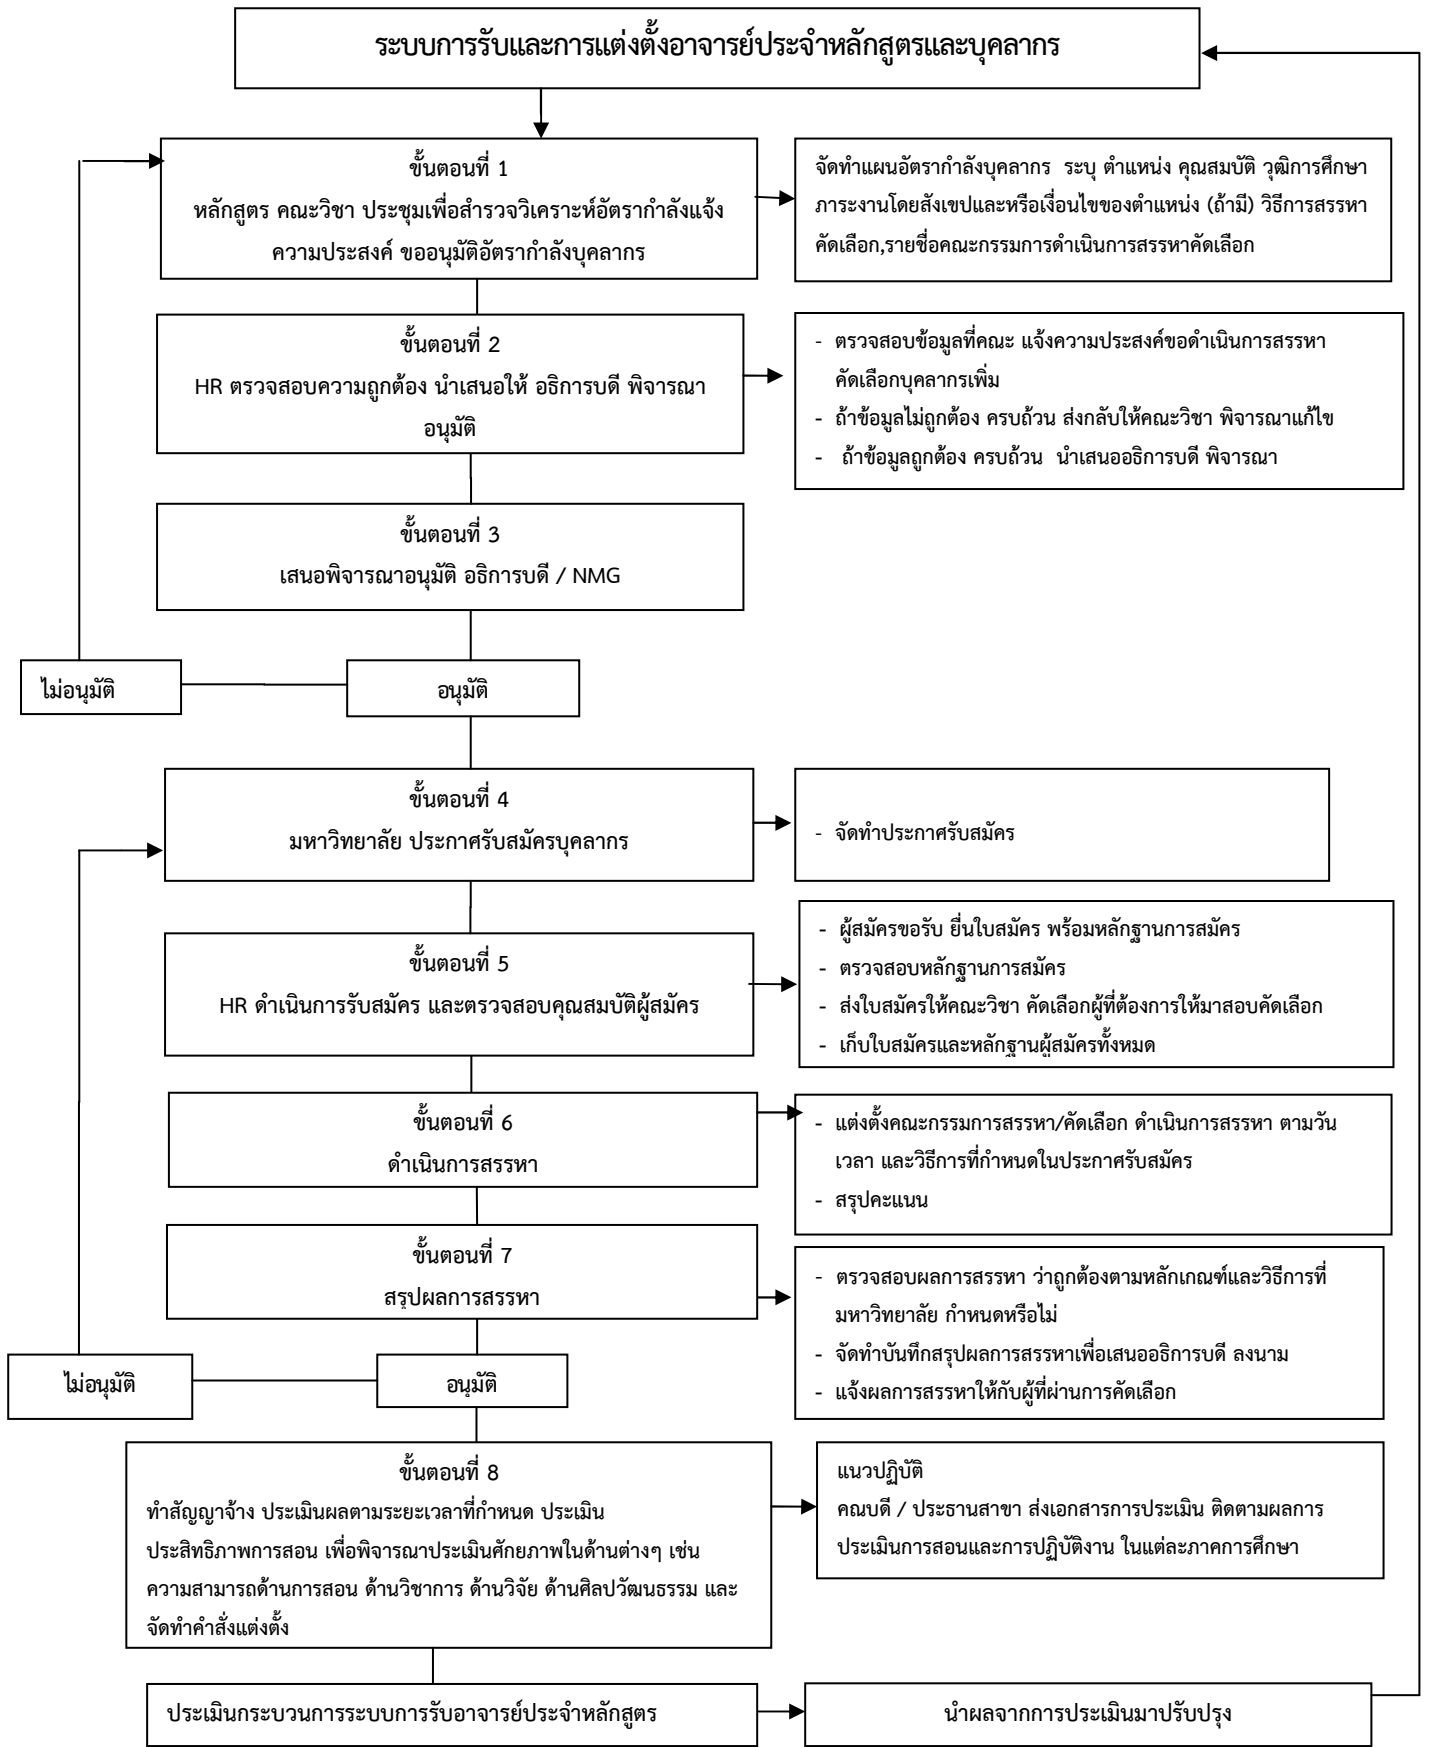 ระบบการรับและการแต่งตั้งอาจารย์ประจำหลักสูตรและบุคลากร
ขั้นตอนที่ 1
หลักสูตร คณะวิชา ประชุมเพื่อสำรวจวิเคราะห์อัตรากำลังแจ้ง
ความประสงค์ ขออนุมัติอัตรากำลังบุคลากร
จัดทำแผนอัตรากำลังบุคลากร ระบุ ตำแหน่ง คุณสมบัติ วุฒิการศึกษา
ภาระงานโดยสังเขปและหรือเงื่อนไขของตำแหน่ง (ถ้ามี) วิธีการสรรหา
คัดเลือก,รายชื่อคณะกรรมการดำเนินการสรรหาคัดเลือก
ขั้นตอนที่ 2
HR ตรวจสอบความถูกต้อง นำเสนอให้ อธิการบดี พิจารณา
อนุมัติ
- ตรวจสอบข้อมูลที่คณะ แจ้งความประสงค์ขอดำเนินการสรรหา
คัดเลือกบุคลากรเพิ่ม
- ถ้าข้อมูลไม่ถูกต้อง ครบถ้วน ส่งกลับให้คณะวิชา พิจารณาแก้ไข
- ถ้าข้อมูลถูกต้อง ครบถ้วน นำเสนออธิการบดี พิจารณา
ขั้นตอนที่ 3
เสนอพิจารณาอนุมัติ อธิการบดี / NMG
ไม่อนุมัติ
อนุมัติ
ขั้นตอนที่ 4
มหาวิทยาลัย ประกาศรับสมัครบุคลากร
- จัดทำประกาศรับสมัคร
ขั้นตอนที่ 5
HR ดำเนินการรับสมัคร และตรวจสอบคุณสมบัติผู้สมัคร
- ผู้สมัครขอรับ ยื่นใบสมัคร พร้อมหลักฐานการสมัคร
- ตรวจสอบหลักฐานการสมัคร
- ส่งใบสมัครให้คณะวิชา คัดเลือกผู้ที่ต้องการให้มาสอบคัดเลือก
- เก็บใบสมัครและหลักฐานผู้สมัครทั้งหมด
ขั้นตอนที่ 6
ดำเนินการสรรหา
- แต่งตั้งคณะกรรมการสรรหา/คัดเลือก ดำเนินการสรรหา ตามวัน
เวลา และวิธีการที่กำหนดในประกาศรับสมัคร
- สรุปคะแนน
ขั้นตอนที่ 7
สรุปผลการสรรหา
- ตรวจสอบผลการสรรหา ว่าถูกต้องตามหลักเกณฑ์และวิธีการที่
มหาวิทยาลัย กำหนดหรือไม่
- จัดทำบันทึกสรุปผลการสรรหาเพื่อเสนออธิการบดี ลงนาม
- แจ้งผลการสรรหาให้กับผู้ที่ผ่านการคัดเลือก
ไม่อนุมัติ
อนุมัติ
ขั้นตอนที่ 8
ทำสัญญาจ้าง ประเมินผลตามระยะเวลาที่กำหนด ประเมิน
ประสิทธิภาพการสอน เพื่อพิจารณาประเมินศักยภาพในด้านต่างๆ เช่น
ความสามารถด้านการสอน ด้านวิชาการ ด้านวิจัย ด้านศิลปวัฒนธรรม และ
จัดทำคำสั่งแต่งตั้ง
แนวปฏิบัติ
คณบดี / ประธานสาขา ส่งเอกสารการประเมิน ติดตามผลการ
ประเมินการสอนและการปฏิบัติงาน ในแต่ละภาคการศึกษา
ประเมินกระบวนการระบบการรับอาจารย์ประจำหลักสูตร
นำผลจากการประเมินมาปรับปรุง